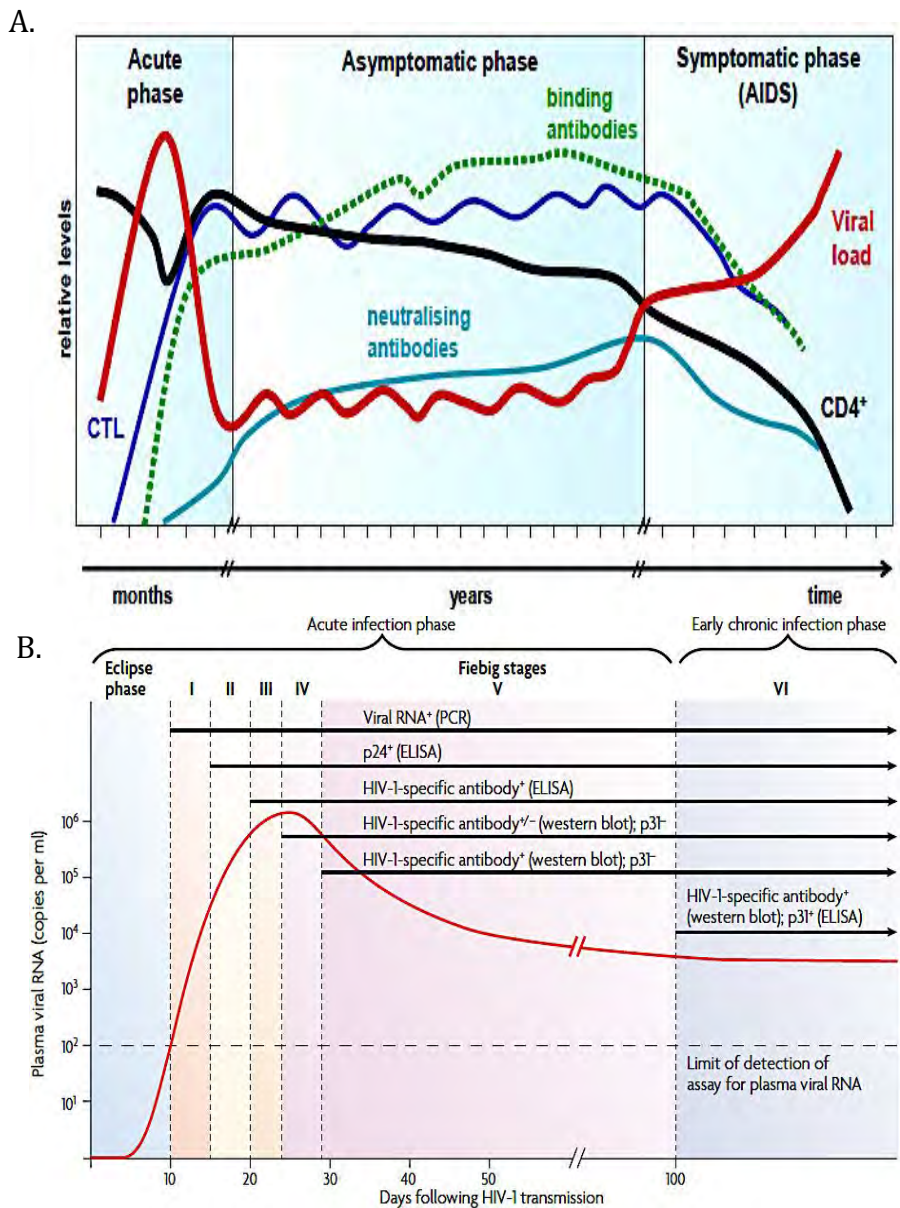 A.
Acute
phase
Asymptomatic phase
Symptomatic phase
(AIDS)
binding
antibodies
Viral
load
neutralising
antibodies
CTL
CD4⁺
relative levels
months
years
time
B.
Acute infection phase
Early chronic infection phase
Eclipse
phase
Fiebig stages
I II III IV V VI
Viral RNA⁺ (PCR)
p24⁺ (ELISA)
HIV-1-specific antibody⁺ (ELISA)
HIV-1-specific antibody⁺/⁻ (western blot); p31⁻
HIV-1-specific antibody⁺ (western blot); p31⁻
HIV-1-specific antibody⁺
(western blot); p31⁺ (ELISA)
Limit of detection of
assay for plasma viral RNA
Plasma viral RNA (copies per ml)
10⁶
10⁵
10⁴
10³
10²
10¹
10 20 30 40 50 100
Days following HIV-1 transmission